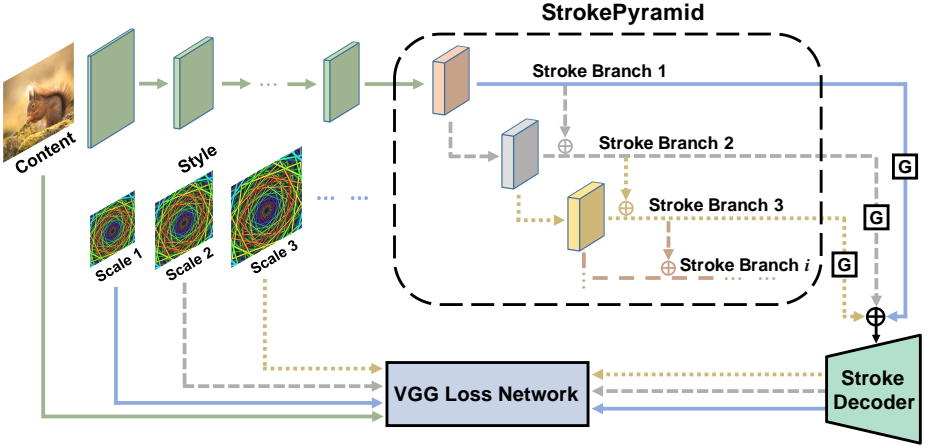 StrokePyramid
Stroke Branch 1
Content
Style
Stroke Branch 2
G
Stroke Branch 3
G
Scale 1
Scale 2
Scale 3
Stroke Branch i
G
VGG Loss Network
Stroke
Decoder